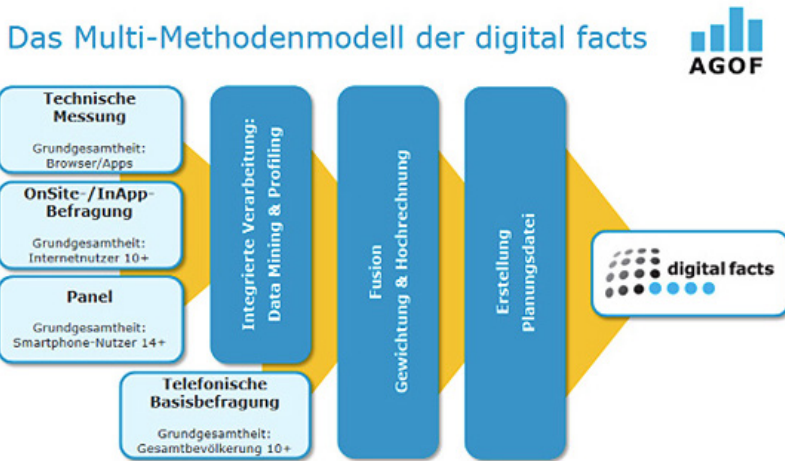 Das Multi-Methodenmodell der digital facts
AGOF
Technische
Messung
Grundgesamtheit:
Browser/Apps
OnSite-/InApp-
Befragung
Grundgesamtheit:
Internetnutzer 10+
Panel
Grundgesamtheit:
Smartphone-Nutzer 14+
Integrierte Verarbeitung:
Data Mining & Profiling
Telefonische
Basisbefragung
Grundgesamtheit:
Gesamtbevölkerung 10+
Fusion
Gewichtung & Hochrechnung
Erstellung
Planungsdatei
digital facts